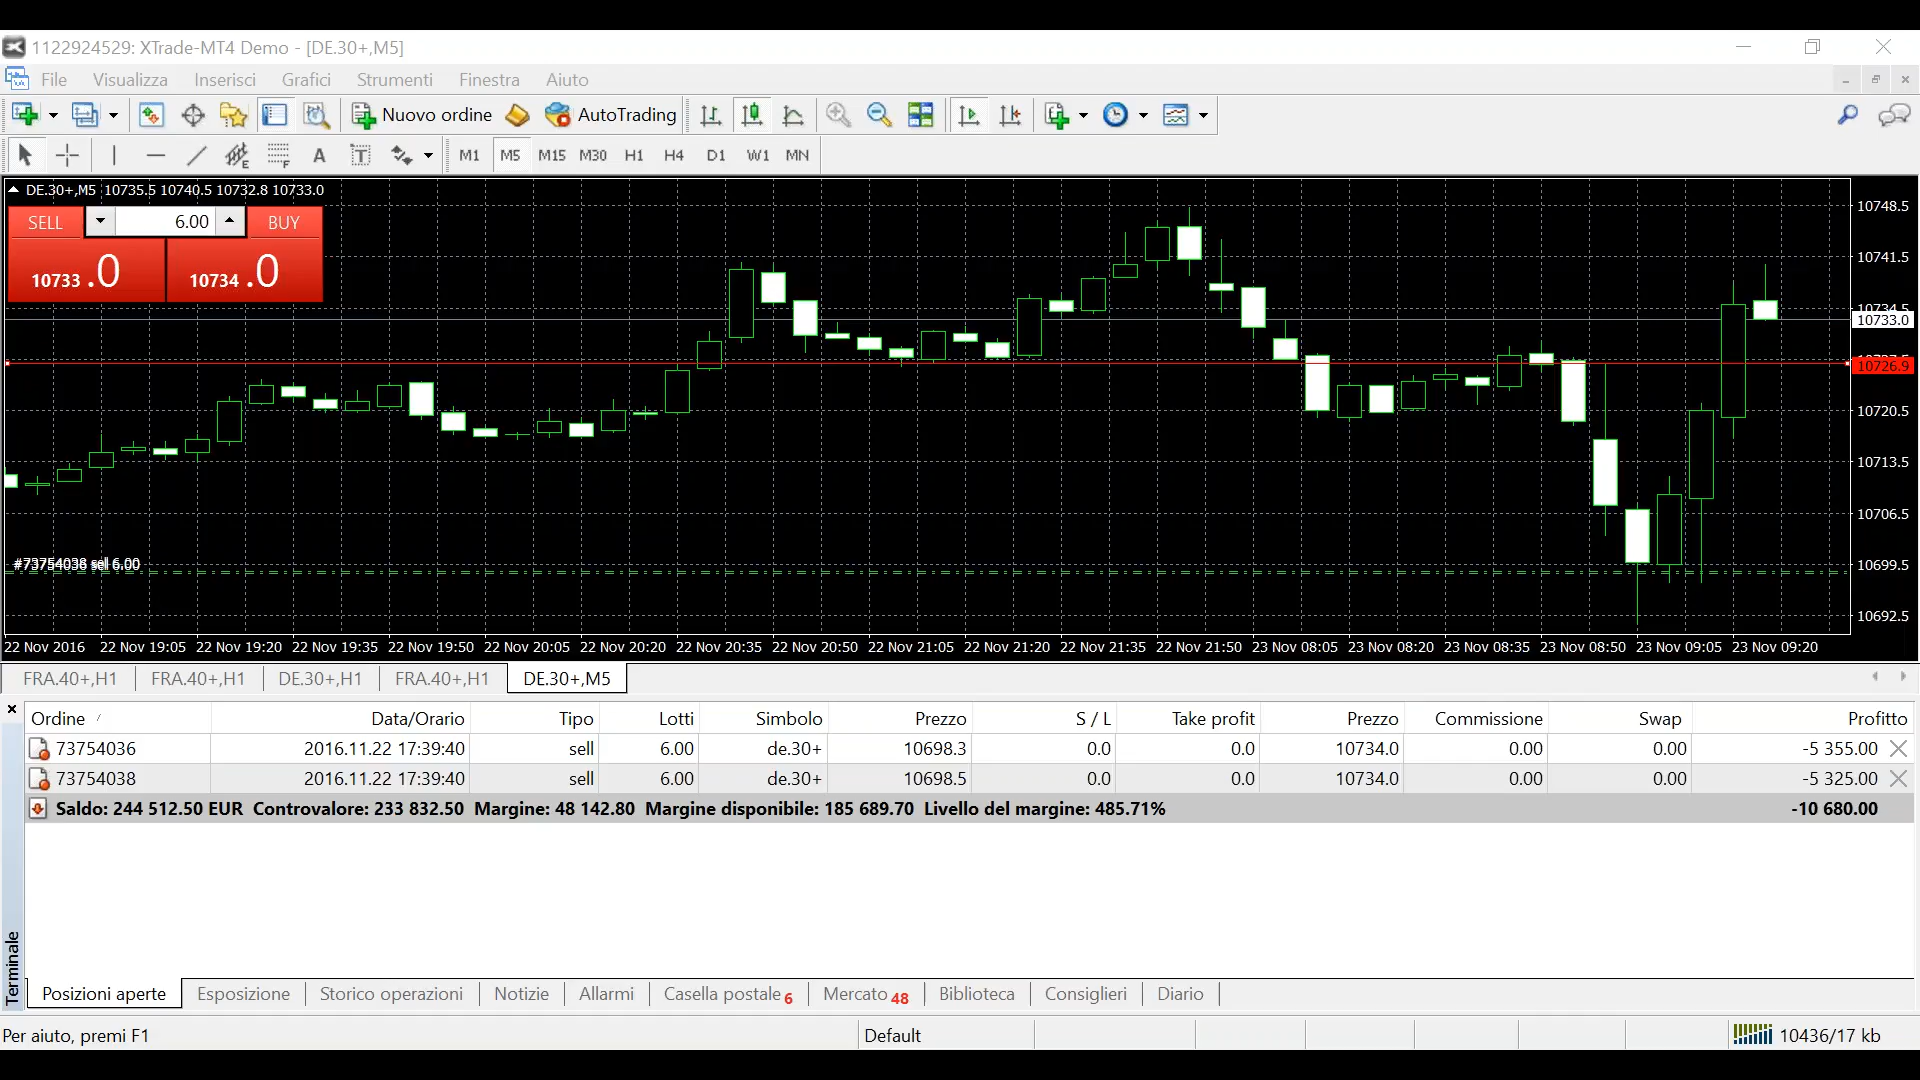 1122924529: XTrade-MT4 Demo - [DE.30+,M5]
File Visualizza Inserisci Grafici Strumenti Finestra Aiuto
Nuovo ordine AutoTrading
A T M1 M5 M15 M30 H1 H4 D1 W1 MN
DE.30+,M5 10735.5 10740.5 10732.8 10733.0
SELL 6.00 BUY
10733.0 10734.0
10748.5
10741.5
10734.5
10733.0
10726.9
10720.5
10713.5
10706.5
10699.5
10692.5
#73754038 sell 6.00
22 Nov 2016 22 Nov 19:05 22 Nov 19:20 22 Nov 19:35 22 Nov 19:50 22 Nov 20:05 22 Nov 20:20 22 Nov 20:35 22 Nov 20:50 22 Nov 21:05 22 Nov 21:20 22 Nov 21:35 22 Nov 21:50 23 Nov 08:05 23 Nov 08:20 23 Nov 08:35 23 Nov 08:50 23 Nov 09:05 23 Nov 09:20
FRA.40+,H1 FRA.40+,H1 DE.30+,H1 FRA.40+,H1 DE.30+,M5
Ordine / Data/Orario Tipo Lotti Simbolo Prezzo S / L Take profit Prezzo Commissione Swap Profitto
73754036 2016.11.22 17:39:40 sell 6.00 de.30+ 10698.3 0.0 0.0 10734.0 0.00 0.00 -5 355.00
73754038 2016.11.22 17:39:40 sell 6.00 de.30+ 10698.5 0.0 0.0 10734.0 0.00 0.00 -5 325.00
Saldo: 244 512.50 EUR Controvalore: 233 832.50 Margine: 48 142.80 Margine disponibile: 185 689.70 Livello del margine: 485.71% -10 680.00
Terminale
Posizioni aperte Esposizione Storico operazioni Notizie Allarmi Casella postale 6 Mercato 48 Biblioteca Consiglieri Diario
Per aiuto, premi F1 Default 10436/17 kb